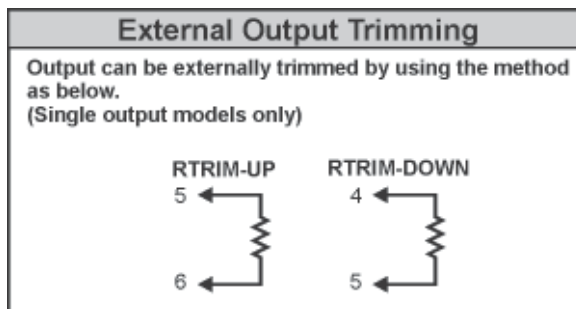 External Output Trimming
Output can be externally trimmed by using the method
as below.
(Single output models only)
RTRIM-UP RTRIM-DOWN
5 4
6 5